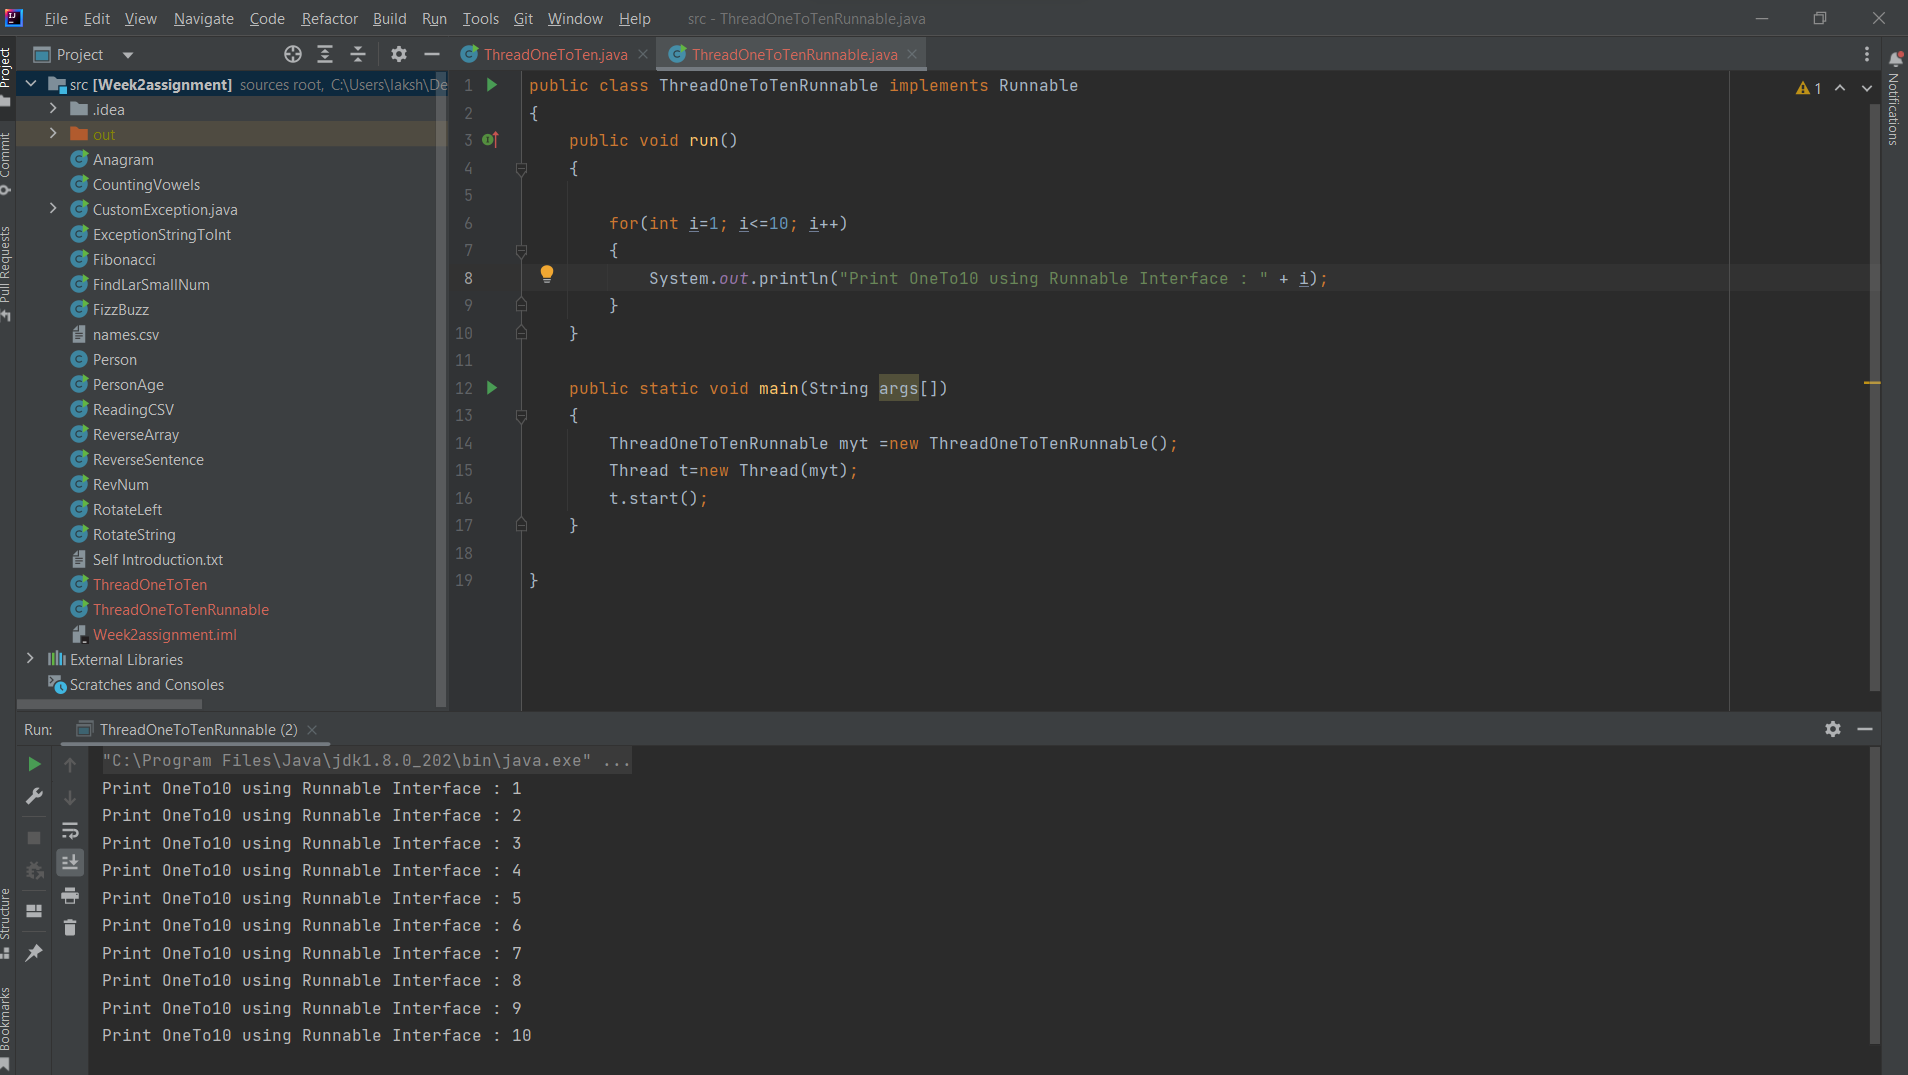 File Edit View Navigate Code Refactor Build Run Tools Git Window Help src - ThreadOneToTenRunnable.java
Project
ThreadOneToTen.java
ThreadOneToTenRunnable.java
src [Week2assignment] sources root, C:\Users\laksh\De
.idea
out
Anagram
CountingVowels
CustomException.java
ExceptionStringToInt
Fibonacci
FindLarSmallNum
FizzBuzz
names.csv
Person
PersonAge
ReadingCSV
ReverseArray
ReverseSentence
RevNum
RotateLeft
RotateString
Self Introduction.txt
ThreadOneToTen
ThreadOneToTenRunnable
Week2assignment.iml
External Libraries
Scratches and Consoles
Project
Commit
Pull Requests
Structure
Bookmarks
1 public class ThreadOneToTenRunnable implements Runnable
2 {
3 public void run()
4 {
5
6 for(int i=1; i<=10; i++)
7 {
8 System.out.println("Print OneTo10 using Runnable Interface : " + i);
9 }
10 }
11
12 public static void main(String args[])
13 {
14 ThreadOneToTenRunnable myt =new ThreadOneToTenRunnable();
15 Thread t=new Thread(myt);
16 t.start();
17 }
18
19 }
1
Notifications
Run: ThreadOneToTenRunnable (2)
"C:\Program Files\Java\jdk1.8.0_202\bin\java.exe" ...
Print OneTo10 using Runnable Interface : 1
Print OneTo10 using Runnable Interface : 2
Print OneTo10 using Runnable Interface : 3
Print OneTo10 using Runnable Interface : 4
Print OneTo10 using Runnable Interface : 5
Print OneTo10 using Runnable Interface : 6
Print OneTo10 using Runnable Interface : 7
Print OneTo10 using Runnable Interface : 8
Print OneTo10 using Runnable Interface : 9
Print OneTo10 using Runnable Interface : 10